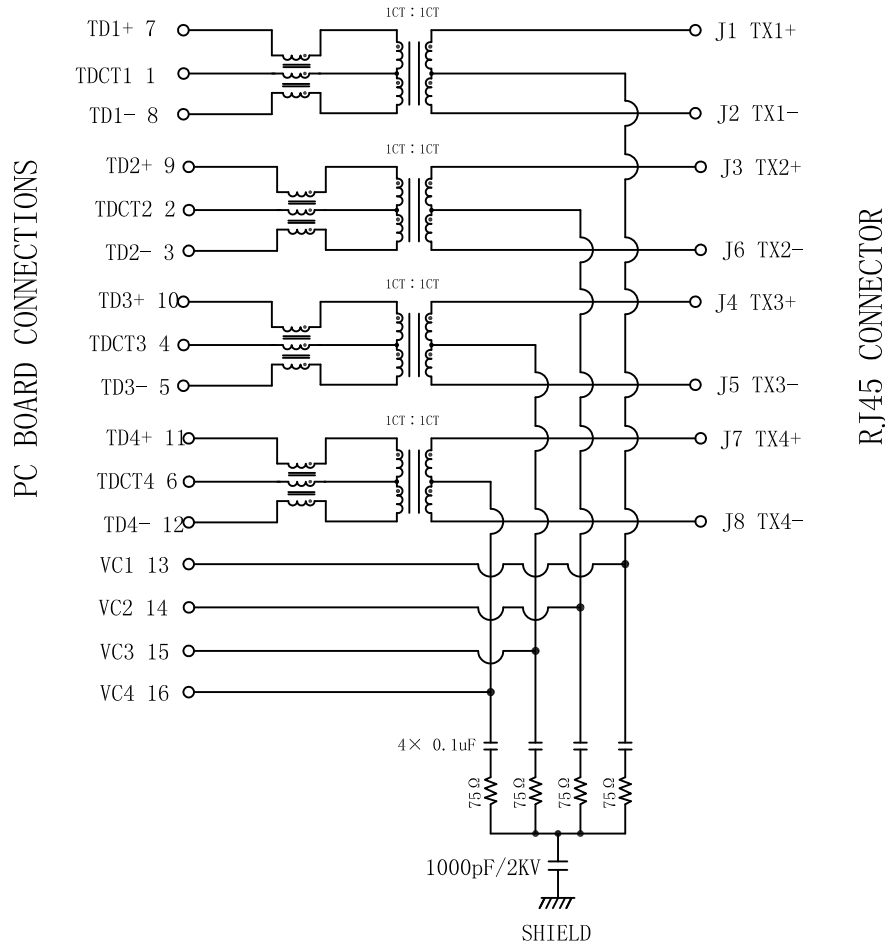 1CT:1CT
TD1+ 7
J1 TX1+
TDCT1 1
TD1- 8
J2 TX1-
1CT:1CT
TD2+ 9
J3 TX2+
TDCT2 2
TD2- 3
J6 TX2-
1CT:1CT
TD3+ 10
J4 TX3+
TDCT3 4
TD3- 5
J5 TX3-
1CT:1CT
TD4+ 11
J7 TX4+
TDCT4 6
TD4- 12
J8 TX4-
PC BOARD CONNECTIONS
RJ45 CONNECTOR
VC1 13
VC2 14
VC3 15
VC4 16
4× 0.1uF
75Ω
75Ω
75Ω
75Ω
1000pF/2KV
SHIELD